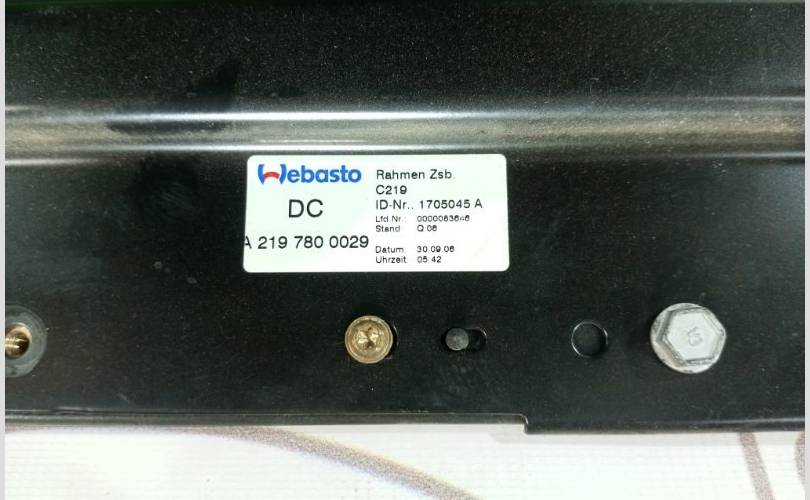 Webasto
DC
A 219 780 0029
Rahmen Zsb.
C219
ID-Nr.. 1705045 A
Lfd.Nr.:
Stand: Q 06
Datum: 30.09.06
Uhrzeit: 05:42